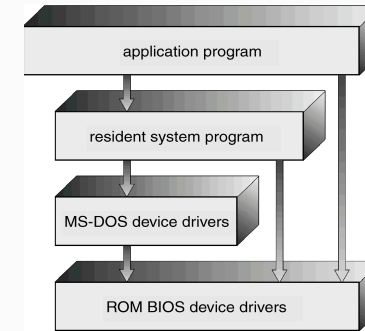 application program
resident system program
MS-DOS device drivers
ROM BIOS device drivers